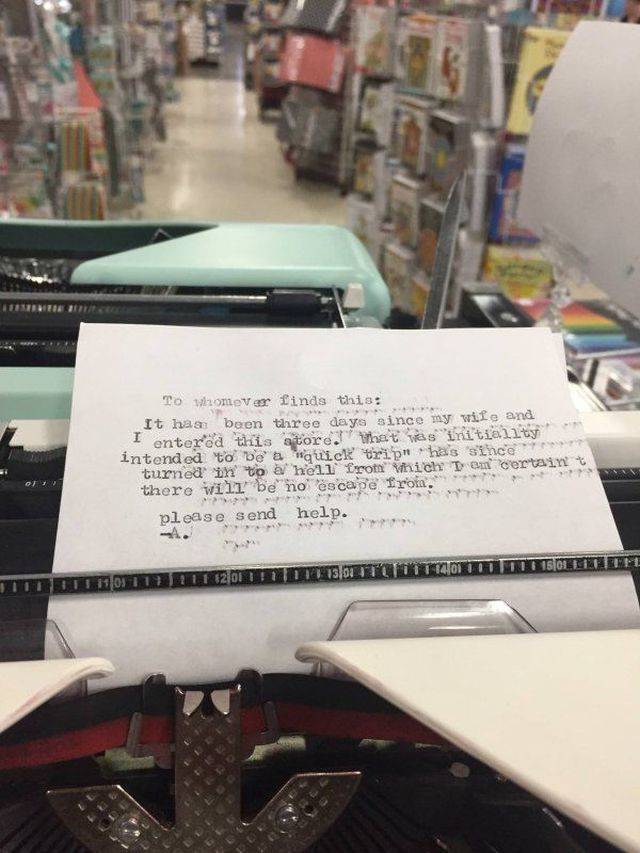 To whomever finds this:
It has been three days since my wife and
I entered this store. What was initiallty
intended to be a "quick trip" has since
turned in to a hell from which I am certain t
there will be no escape from.
please send help.
-A.